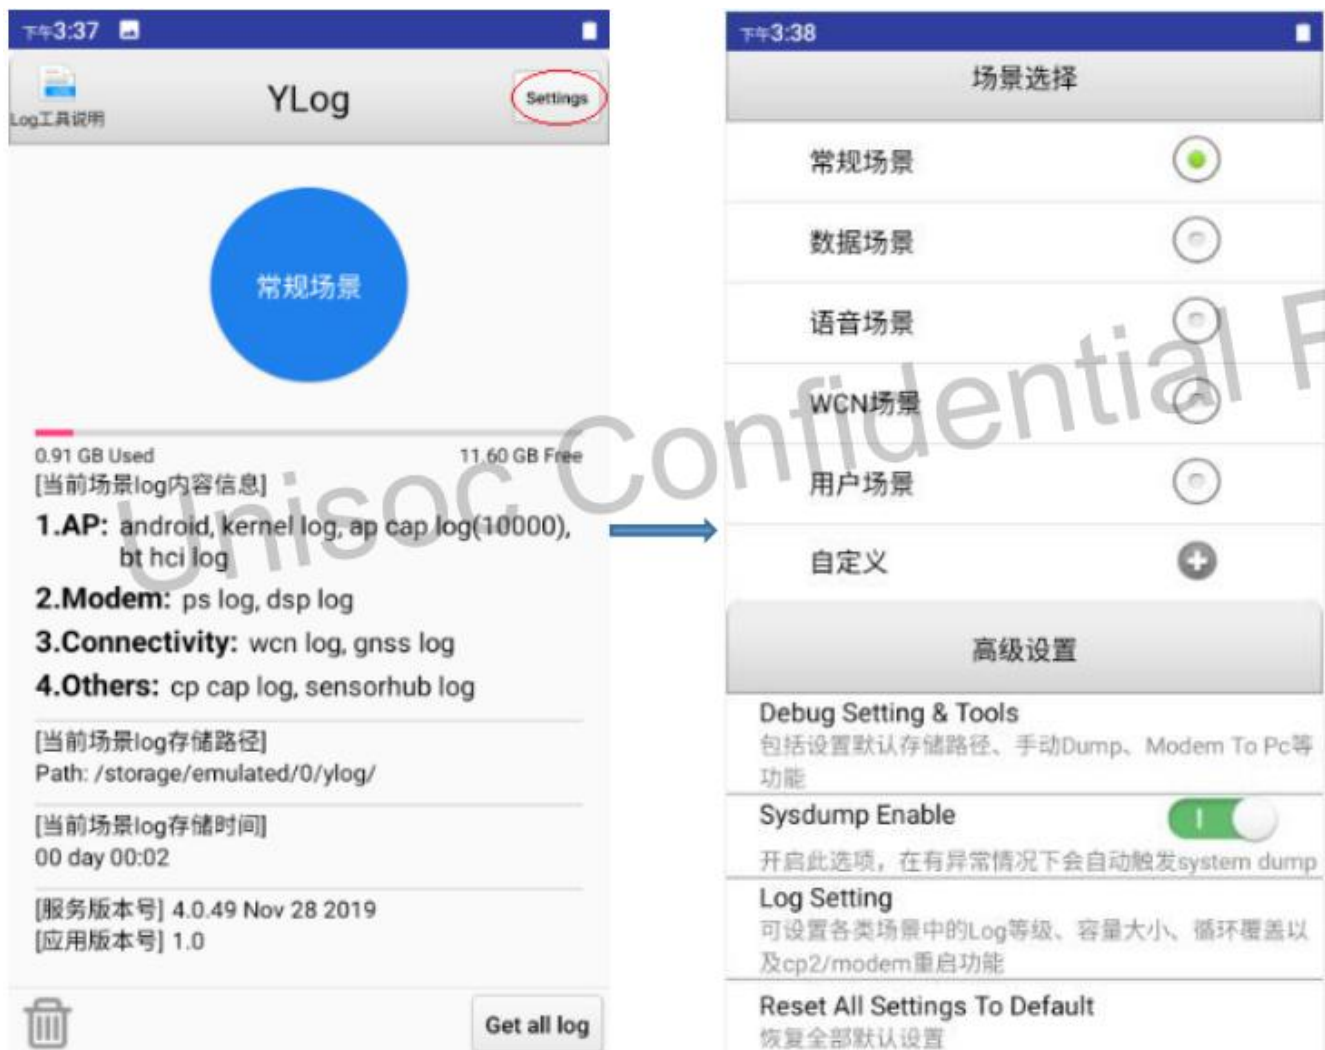 下午3:37
Log工具说明
YLog
Settings
常规场景
0.91 GB Used
11.60 GB Free
[当前场景log内容信息]
1.AP: android, kernel log, ap cap log(10000),
bt hci log
2.Modem: ps log, dsp log
3.Connectivity: wcn log, gnss log
4.Others: cp cap log, sensorhub log
[当前场景log存储路径]
Path: /storage/emulated/0/ylog/
[当前场景log存储时间]
00 day 00:02
[服务版本号] 4.0.49 Nov 28 2019
[应用版本号] 1.0
Get all log
下午3:38
场景选择
常规场景
数据场景
语音场景
WCN场景
用户场景
自定义
高级设置
Debug Setting & Tools
包括设置默认存储路径、手动Dump、Modem To Pc等
功能
Sysdump Enable
开启此选项，在有异常情况下会自动触发system dump
Log Setting
可设置各类场景中的Log等级、容量大小、循环覆盖以
及cp2/modem重启功能
Reset All Settings To Default
恢复全部默认设置
Unisoc Confidential F